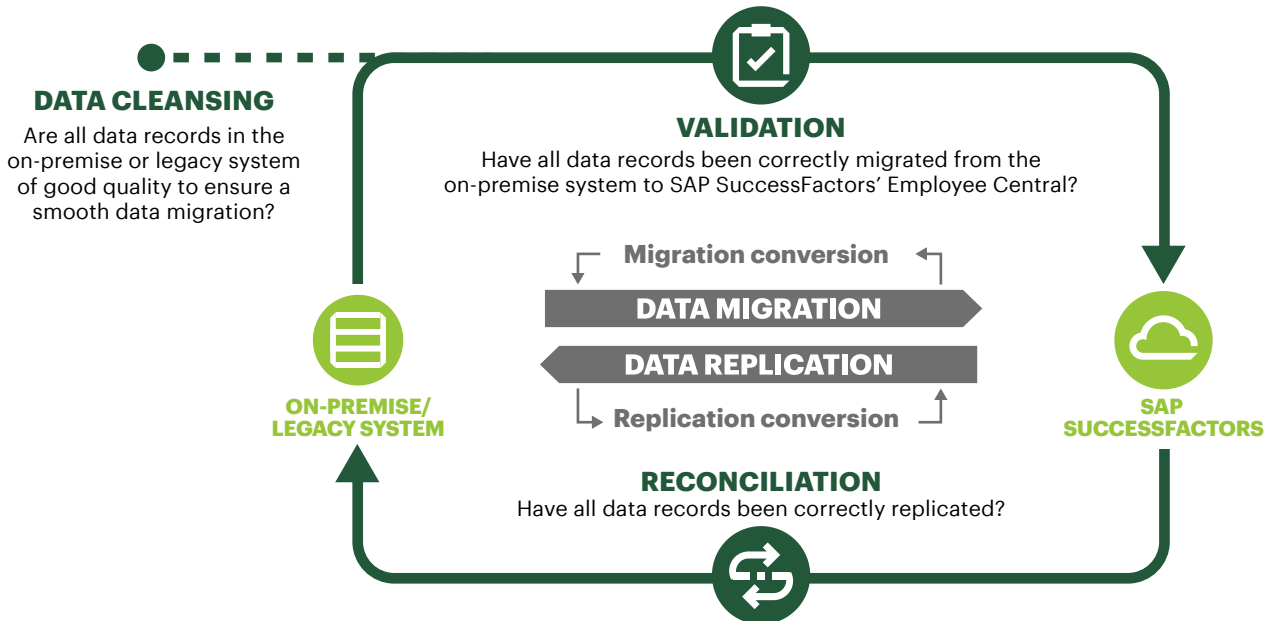 DATA CLEANSING
Are all data records in the
on-premise or legacy system
of good quality to ensure a
smooth data migration?
VALIDATION
Have all data records been correctly migrated from the
on-premise system to SAP SuccessFactors’ Employee Central?
Migration conversion
DATA MIGRATION
DATA REPLICATION
Replication conversion
ON-PREMISE/
LEGACY SYSTEM
SAP
SUCCESSFACTORS
RECONCILIATION
Have all data records been correctly replicated?